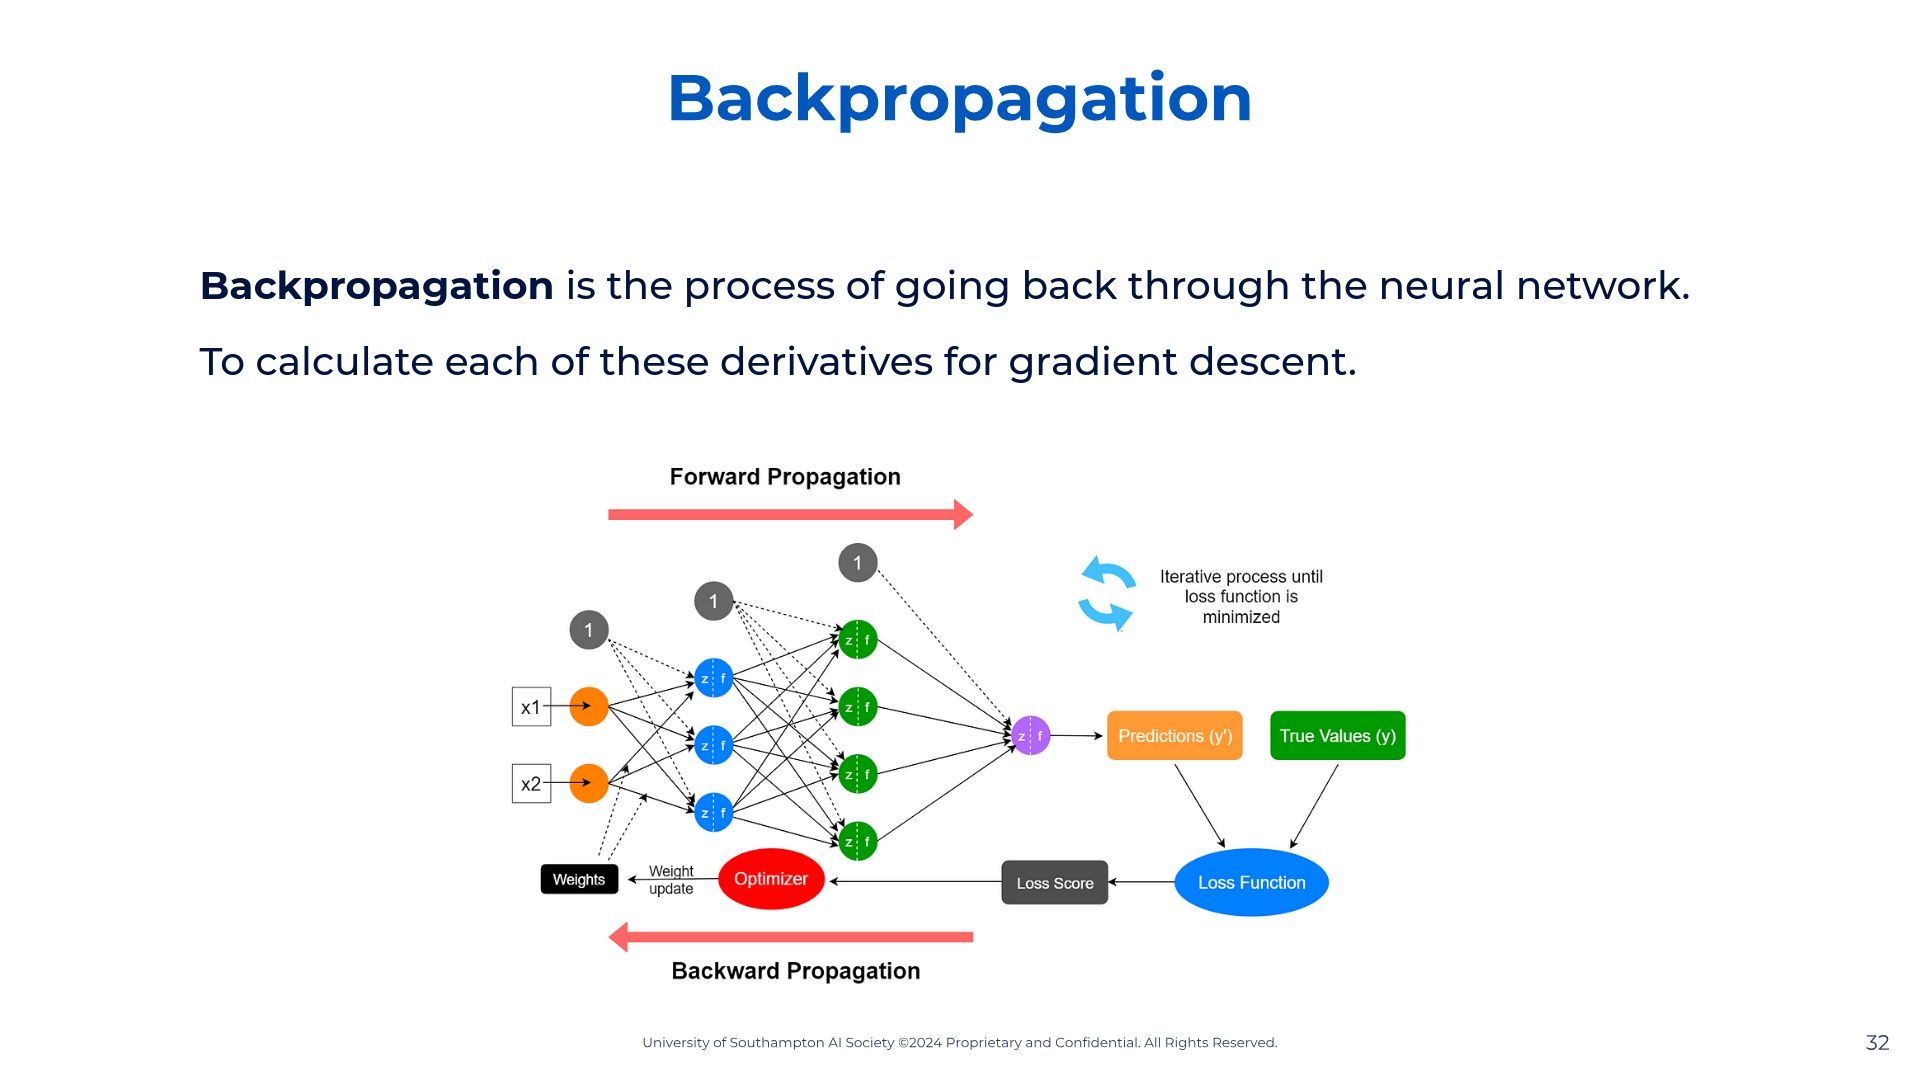 Backpropagation
Backpropagation is the process of going back through the neural network.
To calculate each of these derivatives for gradient descent.
Forward Propagation
1
1
1
Iterative process until
loss function is
minimized
x1
x2
z f
z f
z f
z f
z f
z f
z f
z f
Predictions (y')
True Values (y)
Weights
Weight
update
Optimizer
Loss Score
Loss Function
Backward Propagation
University of Southampton AI Society ©2024 Proprietary and Confidential. All Rights Reserved.
32